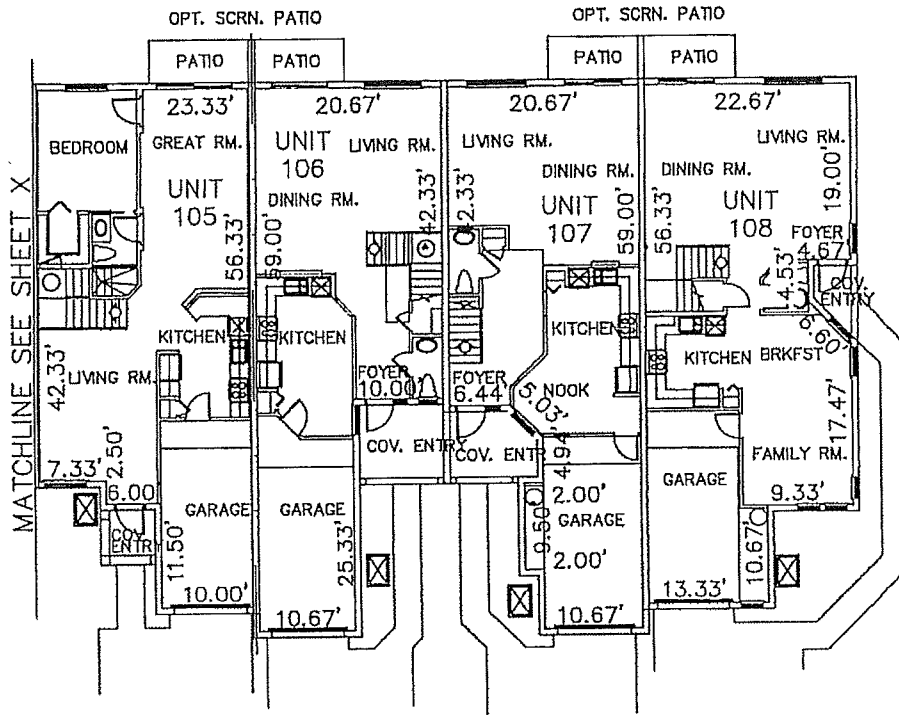 OPT. SCRN. PATIO
OPT. SCRN. PATIO
PATIO
PATIO
PATIO
PATIO
23.33'
20.67'
20.67'
22.67'
BEDROOM
GREAT RM.
UNIT
106
LIVING RM.
LIVING RM.
LIVING RM.
DINING RM.
DINING RM.
UNIT
105
DINING RM.
UNIT
107
UNIT
108
19.00'
56.33'
59.00'
42.33'
42.33'
59.00'
56.33'
FOYER
4.67'
4.53'
COV.
ENTRY
6.60'
MATCHLINE SEE SHEET X
KITCHEN
KITCHEN
KITCHEN
KITCHEN
BRKFST
42.33'
LIVING RM.
FOYER
10.00'
FOYER
6.44'
NOOK
5.03'
17.47'
COV. ENTRY
COV. ENT
4.94'
FAMILY RM.
7.33'
2.50'
6.00
9.33'
GARAGE
GARAGE
2.00'
GARAGE
GARAGE
COV
ENTR
11.50'
25.33'
9.50'
2.00'
10.67'
10.00'
10.67'
10.67'
13.33'